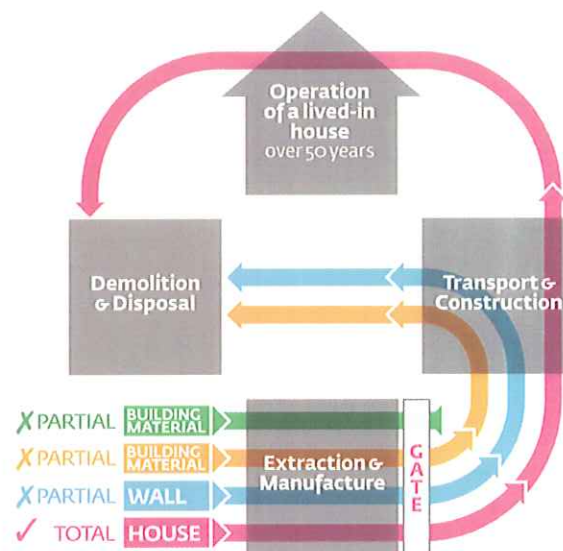 Operation
of a lived-in
house
over 50 years
Demolition
& Disposal
Transport &
Construction
✗ PARTIAL BUILDING MATERIAL
✗ PARTIAL BUILDING MATERIAL
✗ PARTIAL WALL
✓ TOTAL HOUSE
Extraction &
Manufacture
GATE